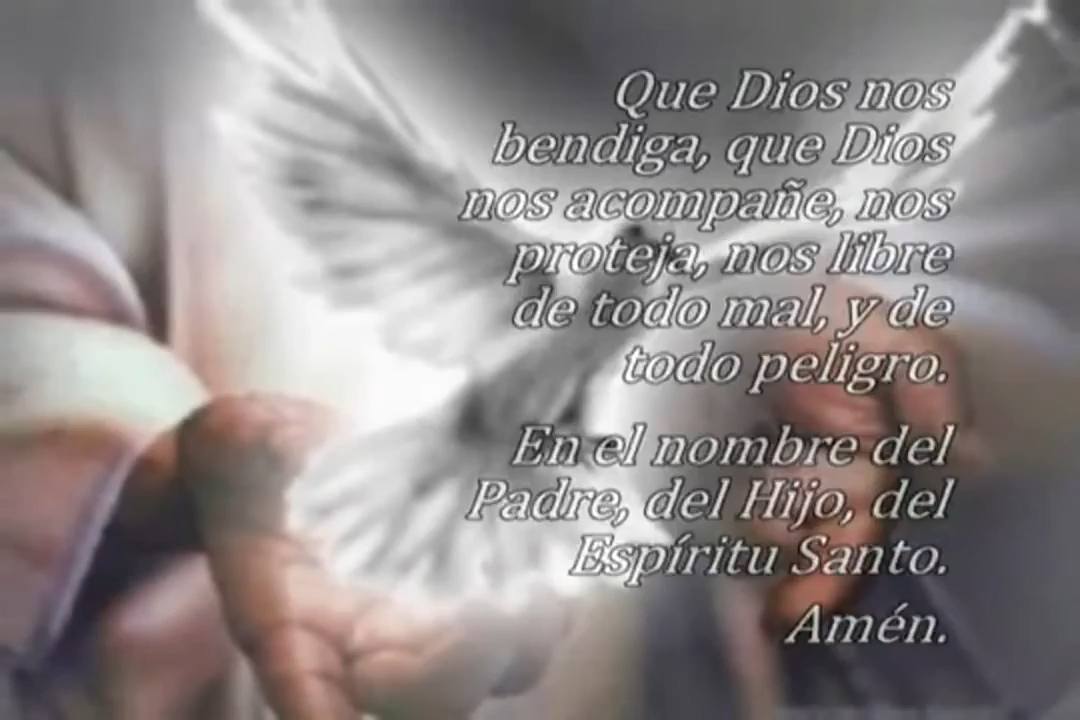 Que Dios nos
bendiga, que Dios
nos acompañe, nos
proteja, nos libre
de todo mal, y de
todo peligro.
En el nombre del
Padre, del Hijo, del
Espíritu Santo.
Amén.